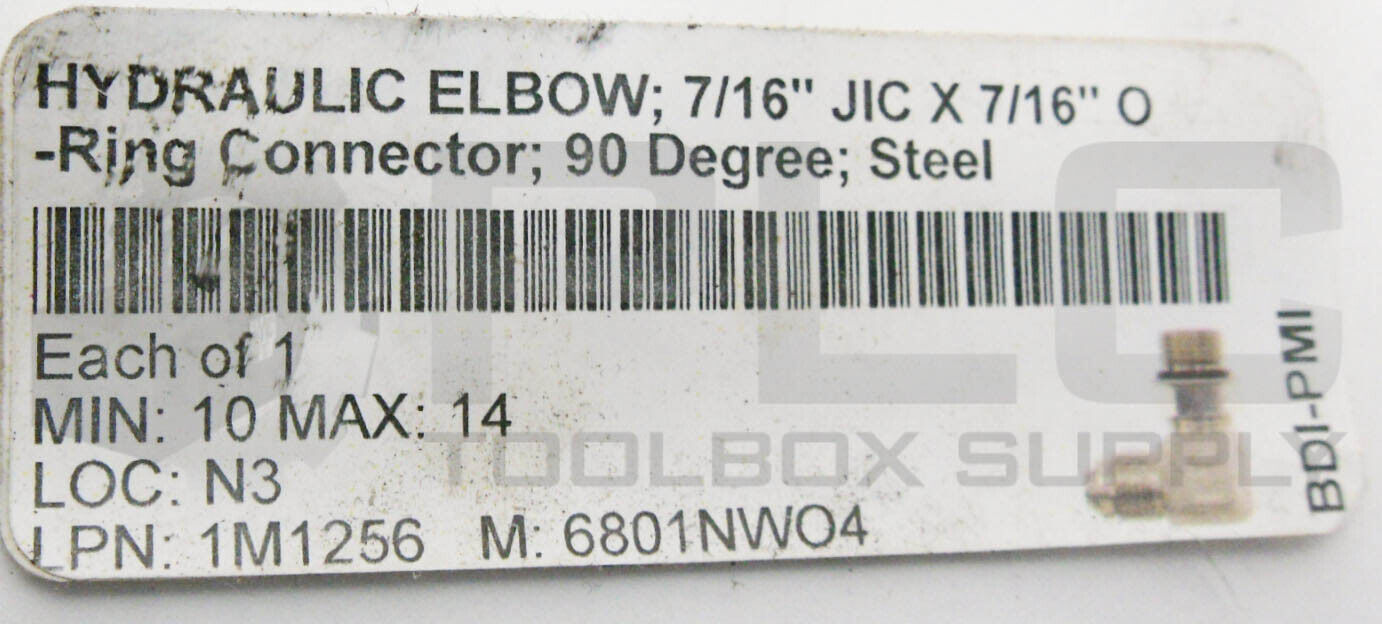 HYDRAULIC ELBOW; 7/16" JIC X 7/16" O
-Ring Connector; 90 Degree; Steel
Each of 1
MIN: 10 MAX: 14
LOC: N3
LPN: 1M1256 M: 6801NWO4
BDI-PMI
PLC
TOOLBOX SUPPLY